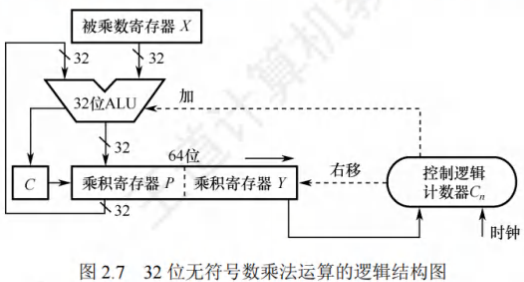 被乘数寄存器 X
32
32
32位ALU
加
32
64位
C
乘积寄存器 P
乘积寄存器 Y
右移
控制逻辑
计数器Cn
32
时钟
图 2.7 32 位无符号数乘法运算的逻辑结构图